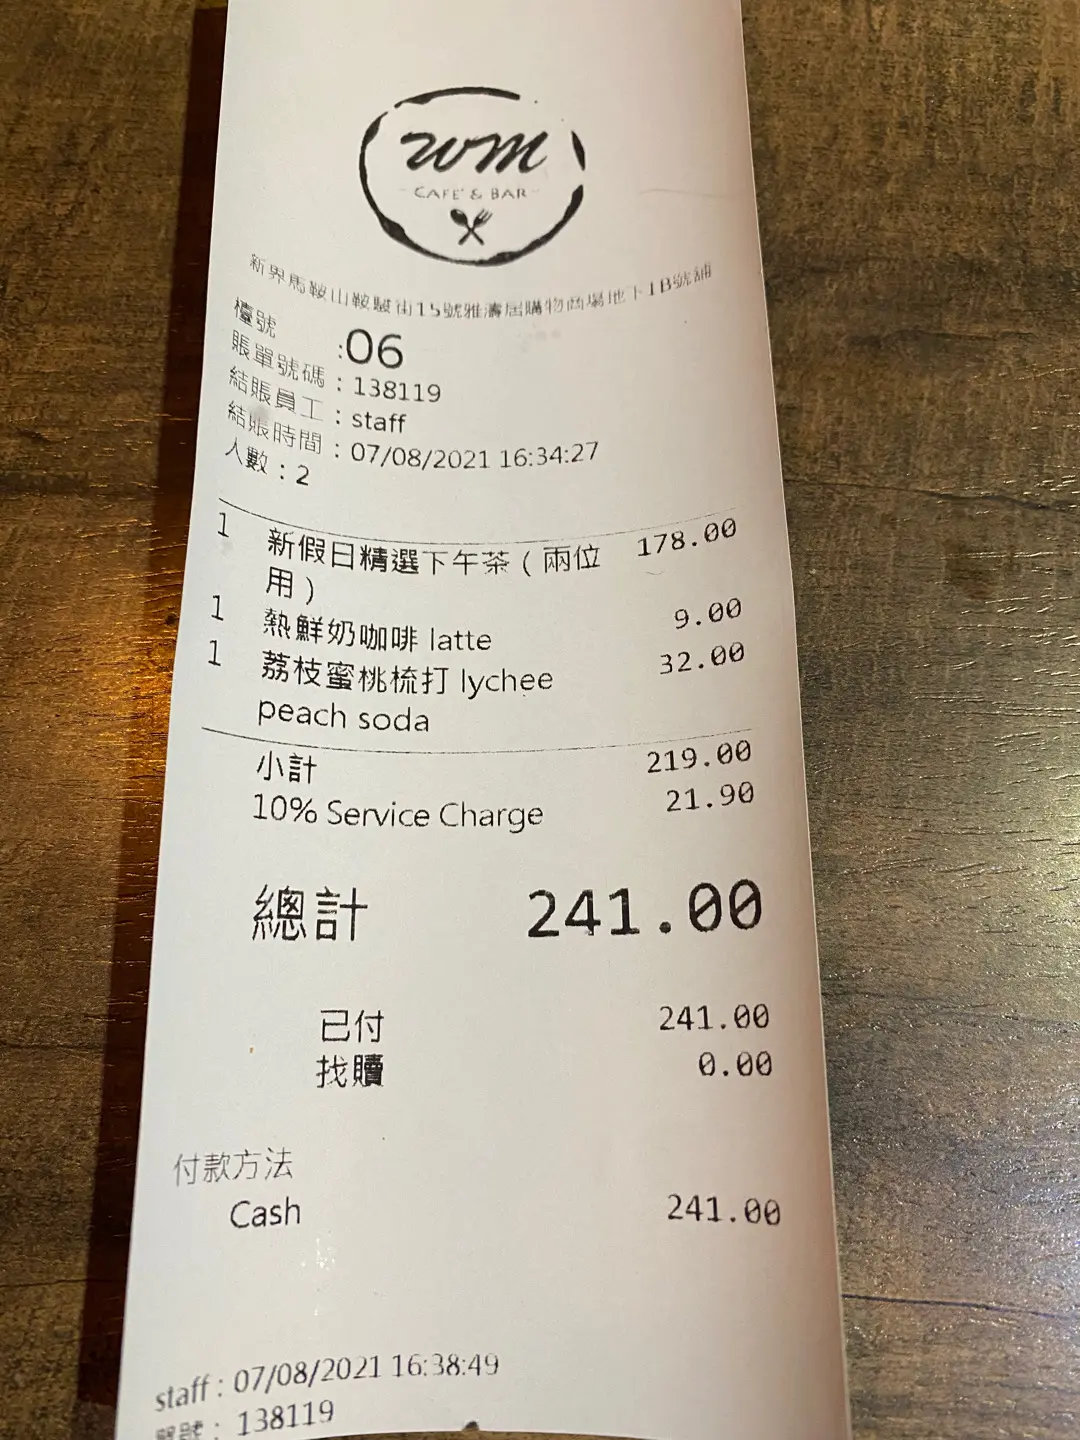 wm
CAFE & BAR
新界馬鞍山鞍駿街15號雅濤居購物商場地下1B號舖
檯號 :06
賬單號碼 : 138119
結賬員工 : staff
結賬時間 : 07/08/2021 16:34:27
人數 : 2
1 新假日精選下午茶（兩位 178.00
用）
1 熱鮮奶咖啡 latte 9.00
1 荔枝蜜桃梳打 lychee 32.00
peach soda
小計 219.00
10% Service Charge 21.90
總計 241.00
已付 241.00
找贖 0.00
付款方法
Cash 241.00
staff : 07/08/2021 16:38:49
單號 : 138119